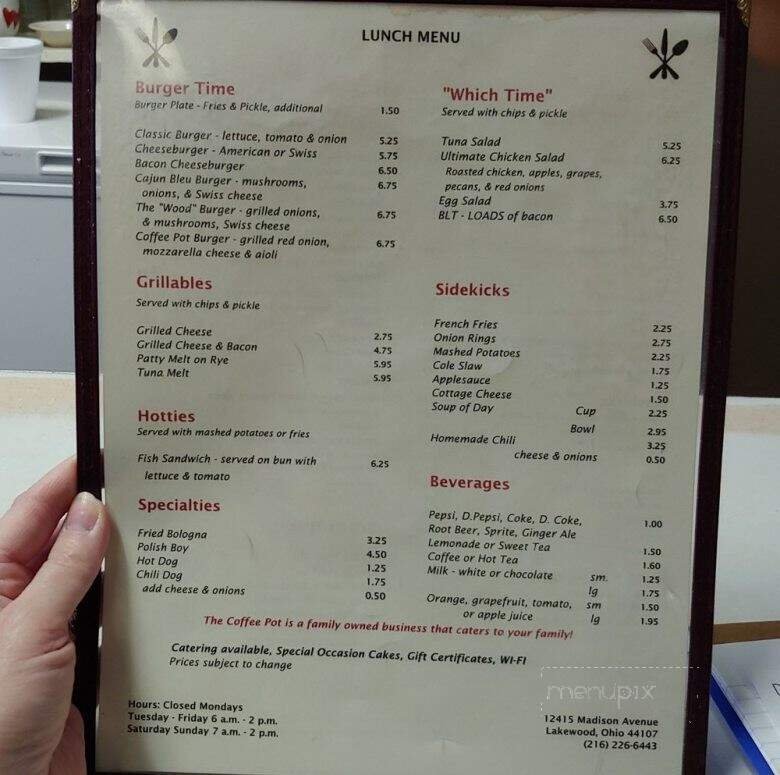 LUNCH MENU
Burger Time
Burger Plate - Fries & Pickle, additional 1.50
Classic Burger - lettuce, tomato & onion 5.25
Cheeseburger - American or Swiss 5.75
Bacon Cheeseburger 6.50
Cajun Bleu Burger - mushrooms, 6.75
onions, & Swiss cheese
The "Wood" Burger - grilled onions, 6.75
& mushrooms, Swiss cheese
Coffee Pot Burger - grilled red onion, 6.75
mozzarella cheese & aioli
Grillables
Served with chips & pickle
Grilled Cheese 2.75
Grilled Cheese & Bacon 4.75
Patty Melt on Rye 5.95
Tuna Melt 5.95
Hotties
Served with mashed potatoes or fries
Fish Sandwich - served on bun with 6.25
lettuce & tomato
Specialties
Fried Bologna 3.25
Polish Boy 4.50
Hot Dog 1.25
Chili Dog 1.75
add cheese & onions 0.50
"Which Time"
Served with chips & pickle
Tuna Salad 5.25
Ultimate Chicken Salad 6.25
Roasted chicken, apples, grapes,
pecans, & red onions
Egg Salad 3.75
BLT - LOADS of bacon 6.50
Sidekicks
French Fries 2.25
Onion Rings 2.75
Mashed Potatoes 2.25
Cole Slaw 1.75
Applesauce 1.25
Cottage Cheese 1.50
Soup of Day Cup 2.25
Bowl 2.95
Homemade Chili 3.25
cheese & onions 0.50
Beverages
Pepsi, D.Pepsi, Coke, D. Coke, 1.00
Root Beer, Sprite, Ginger Ale
Lemonade or Sweet Tea 1.50
Coffee or Hot Tea 1.60
Milk - white or chocolate sm. 1.25
lg 1.75
Orange, grapefruit, tomato, sm 1.50
or apple juice lg 1.95
The Coffee Pot is a family owned business that caters to your family!
Catering available, Special Occasion Cakes, Gift Certificates, WI-FI
Prices subject to change
menupix
Hours: Closed Mondays
Tuesday - Friday 6 a.m. - 2 p.m.
Saturday Sunday 7 a.m. - 2 p.m.
12415 Madison Avenue
Lakewood, Ohio 44107
(216) 226-6443